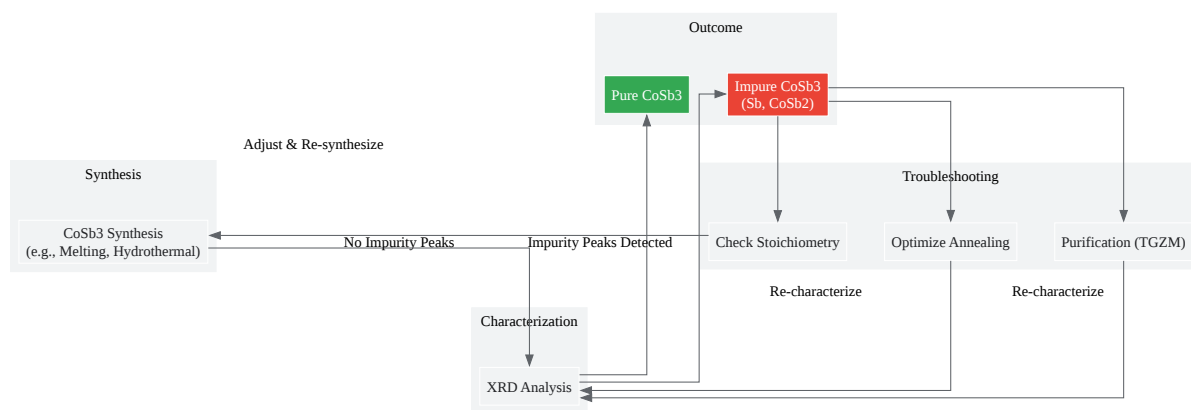 Outcome
Pure CoSb3
Impure CoSb3
(Sb, CoSb2)
Adjust & Re-synthesize
Synthesis
Troubleshooting
CoSb3 Synthesis
(e.g., Melting, Hydrothermal)
No Impurity Peaks
Impurity Peaks Detected
Check Stoichiometry
Optimize Annealing
Purification (TGZM)
Re-characterize
Re-characterize
Characterization
XRD Analysis